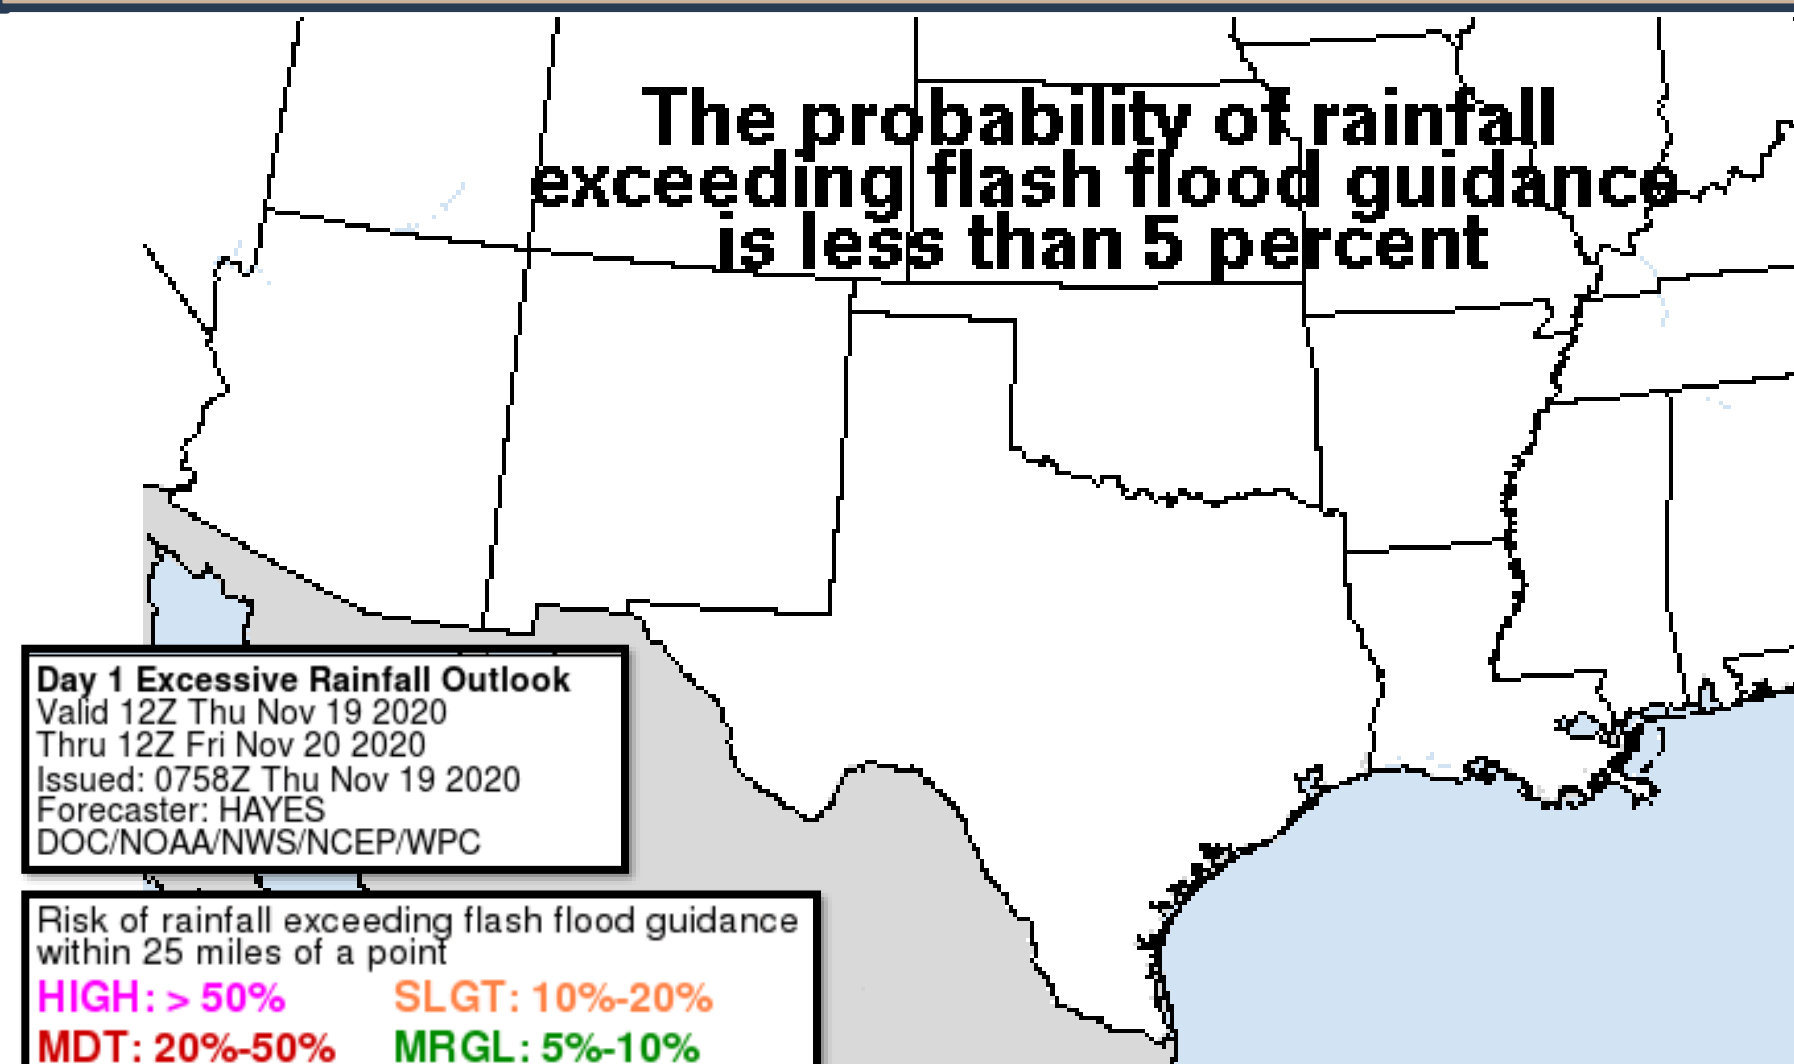 The probability of rainfall
exceeding flash flood guidance
is less than 5 percent
Day 1 Excessive Rainfall Outlook
Valid 12Z Thu Nov 19 2020
Thru 12Z Fri Nov 20 2020
Issued: 0758Z Thu Nov 19 2020
Forecaster: HAYES
DOC/NOAA/NWS/NCEP/WPC
Risk of rainfall exceeding flash flood guidance
within 25 miles of a point
HIGH: > 50% SLGT: 10%-20%
MDT: 20%-50% MRGL: 5%-10%